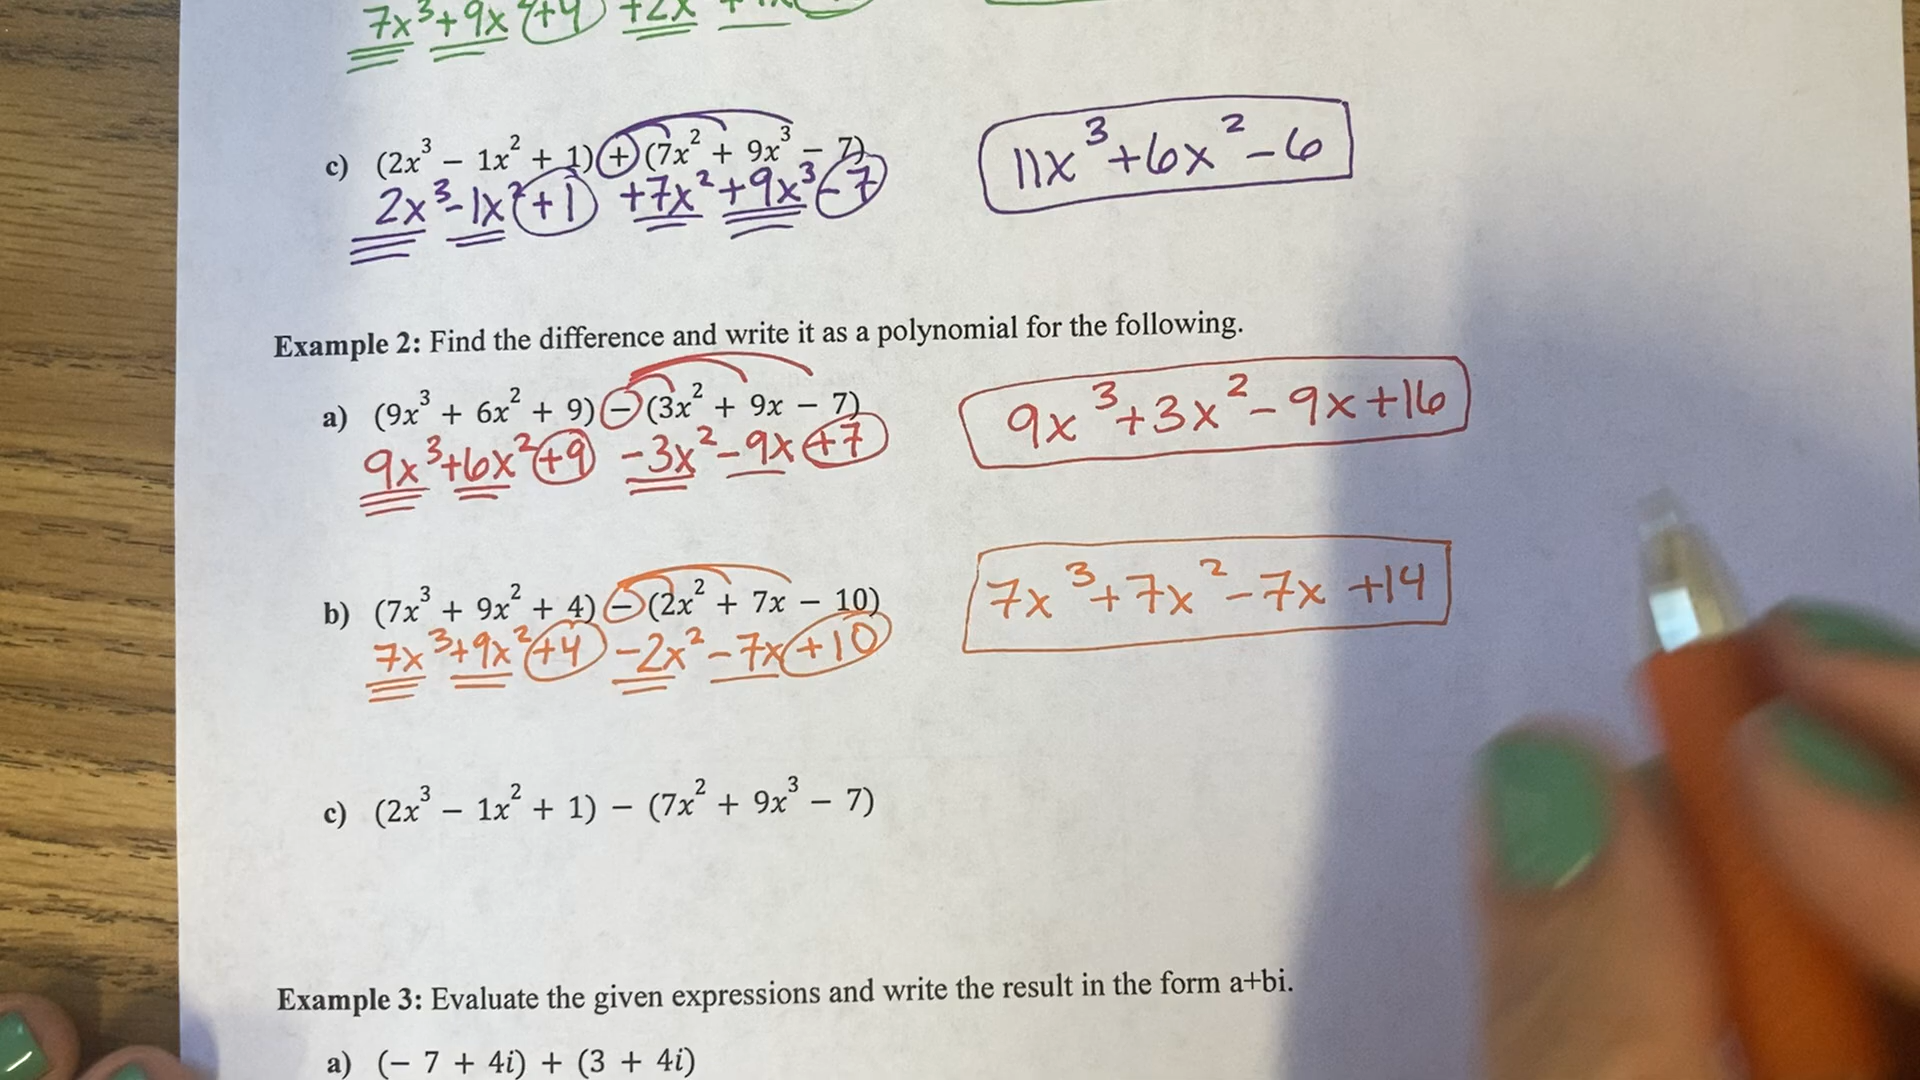 7x³+9x²+4 +2x
c) (2x³ − 1x² + 1) + (7x² + 9x³ − 7)
2x³-1x²+1 +7x²+9x³-7
11x³+6x²-6
Example 2: Find the difference and write it as a polynomial for the following.
a) (9x³ + 6x² + 9) − (3x² + 9x − 7)
9x³+6x²+9 -3x²-9x+7
9x³+3x²-9x+16
b) (7x³ + 9x² + 4) − (2x² + 7x − 10)
7x³+9x²+4 -2x²-7x+10
7x³+7x²-7x+14
c) (2x³ − 1x² + 1) − (7x² + 9x³ − 7)
Example 3: Evaluate the given expressions and write the result in the form a+bi.
a) (− 7 + 4i) + (3 + 4i)